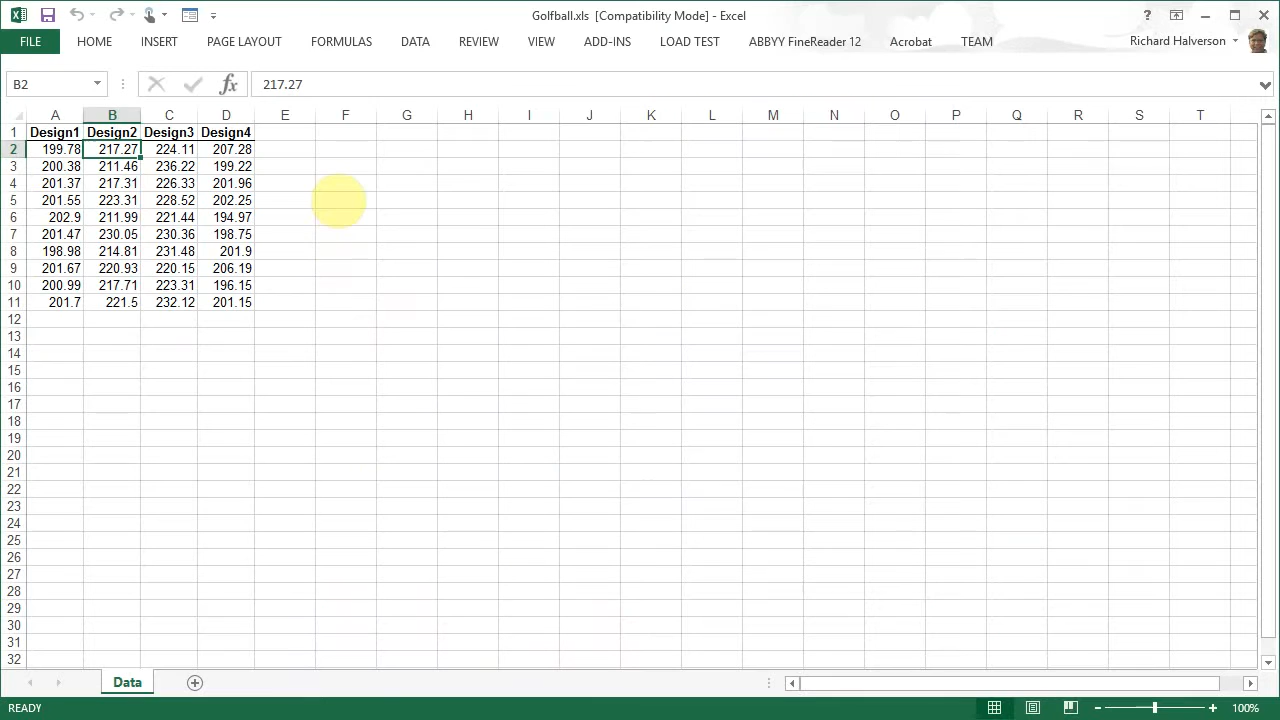 Golfball.xls [Compatibility Mode] - Excel
?
FILE HOME INSERT PAGE LAYOUT FORMULAS DATA REVIEW VIEW ADD-INS LOAD TEST ABBYY FineReader 12 Acrobat TEAM Richard Halverson
B2 fx 217.27
A B C D E F G H I J K L M N O P Q R S T
1 Design1 Design2 Design3 Design4
2 199.78 217.27 224.11 207.28
3 200.38 211.46 236.22 199.22
4 201.37 217.31 226.33 201.96
5 201.55 223.31 228.52 202.25
6 202.9 211.99 221.44 194.97
7 201.47 230.05 230.36 198.75
8 198.98 214.81 231.48 201.9
9 201.67 220.93 220.15 206.19
10 200.99 217.71 223.31 196.15
11 201.7 221.5 232.12 201.15
12
13
14
15
16
17
18
19
20
21
22
23
24
25
26
27
28
29
30
31
32
Data
READY 100%